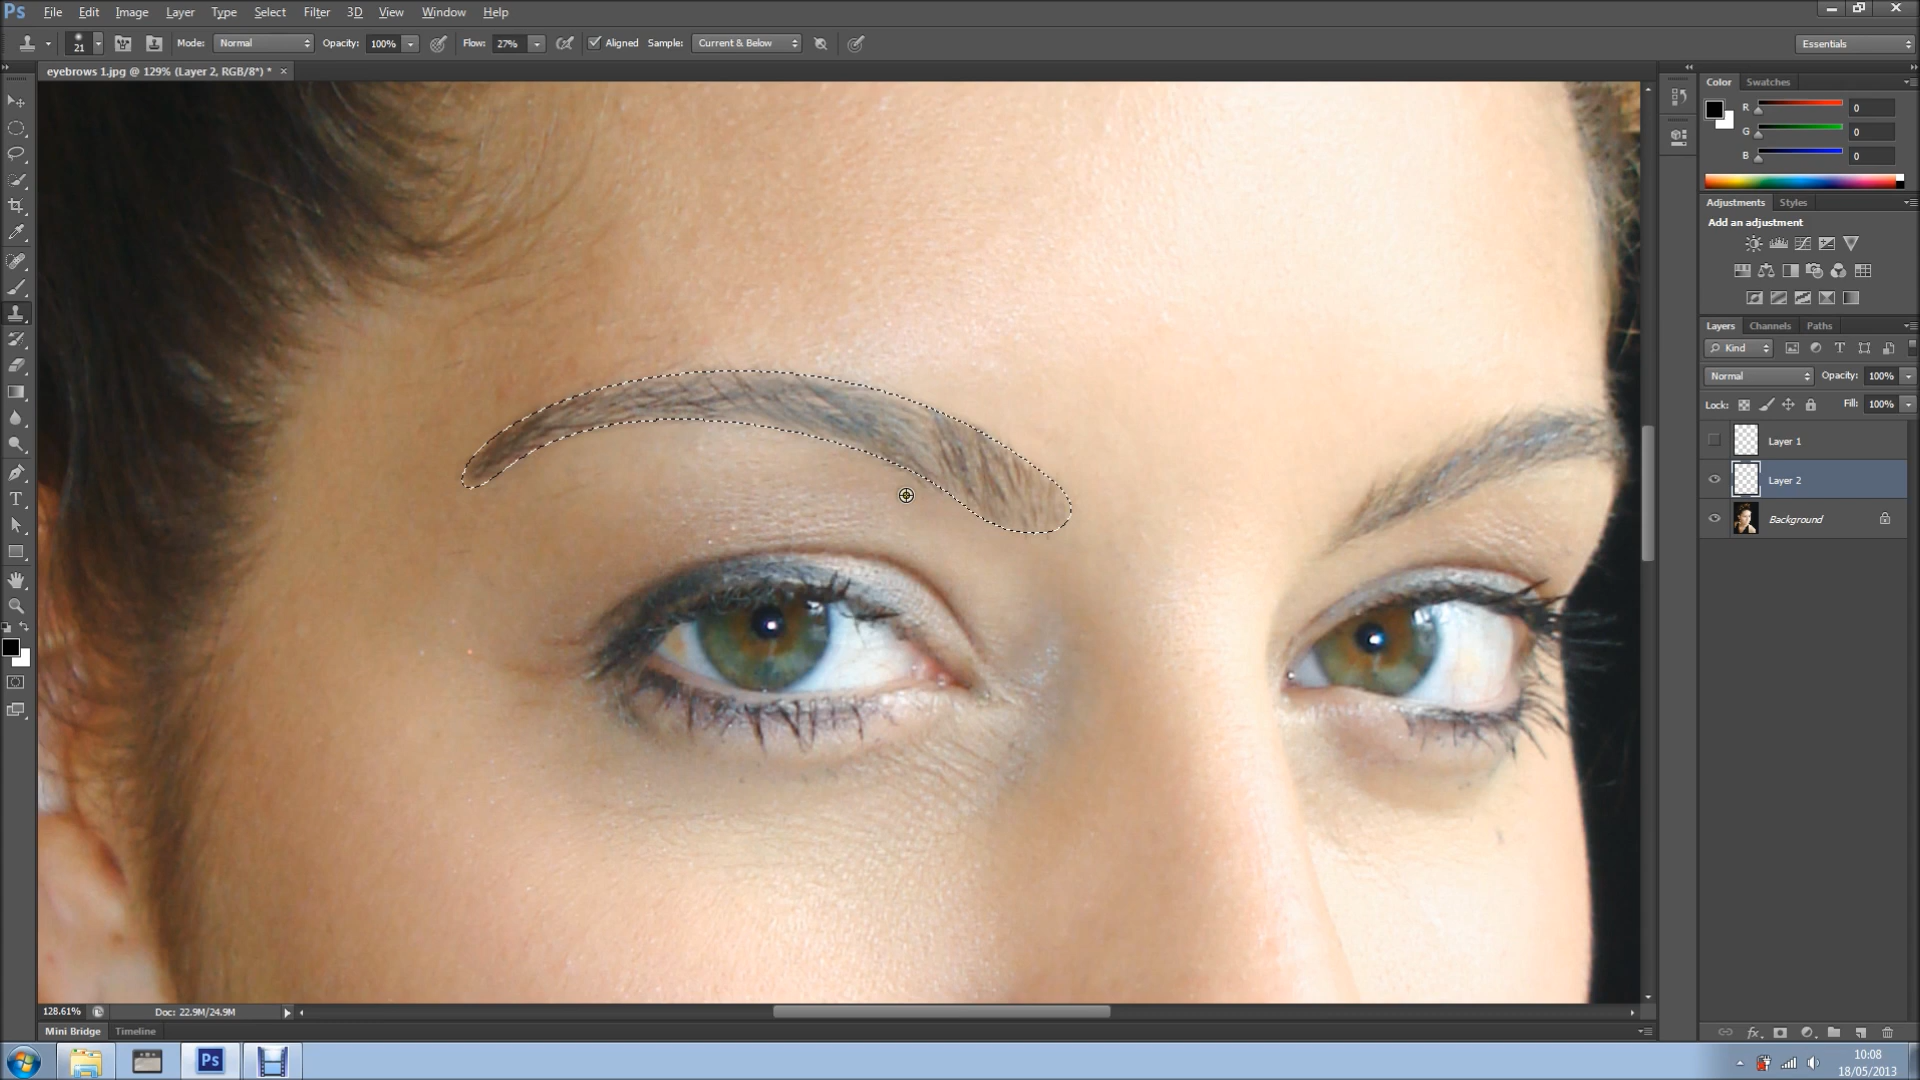 Ps File Edit Image Layer Type Select Filter 3D View Window Help
21 Mode: Normal Opacity: 100% Flow: 27% Aligned Sample: Current & Below Essentials
eyebrows 1.jpg @ 129% (Layer 2, RGB/8*) * ×
Color Swatches
R 0
G 0
B 0
Adjustments Styles
Add an adjustment
Layers Channels Paths
Kind
Normal Opacity: 100%
Lock: Fill: 100%
Layer 1
Layer 2
Background
128.61% Doc: 22.9M/24.9M
Mini Bridge Timeline
Ps
10:08
18/05/2013